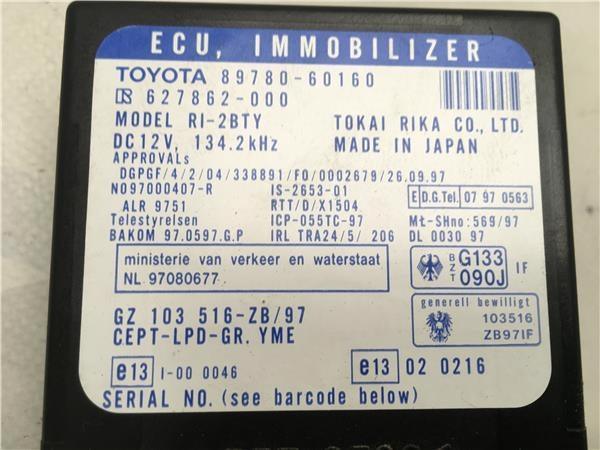 ECU, IMMOBILIZER
TOYOTA 89780-60160
627862-000
MODEL RI-2BTY TOKAI RIKA CO., LTD.
DC12V, 134.2kHz MADE IN JAPAN
APPROVALs
DGPGF/4/2/04/338891/FO/0002679/26.09.97
NO97000407-R IS-2653-01 E D.G.Tel. 07 97 0563
ALR 9751 RTT/D/X1504
Telestyrelsen ICP-055TC-97 Mt-SHno: 569/97
BAKOM 97.0597.G.P IRL TRA24/5/ 206 DL 0030 97
ministerie van verkeer en waterstaat
NL 97080677
BZT G133 090J IF
GZ 103 516-ZB/97
CEPT-LPD-GR. YME
generell bewilligt
103516
ZB97IF
e13 I-00 0046 e13 02 0216
SERIAL NO. (see barcode below)